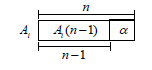 n
A_i A_i(n-1) α
n-1